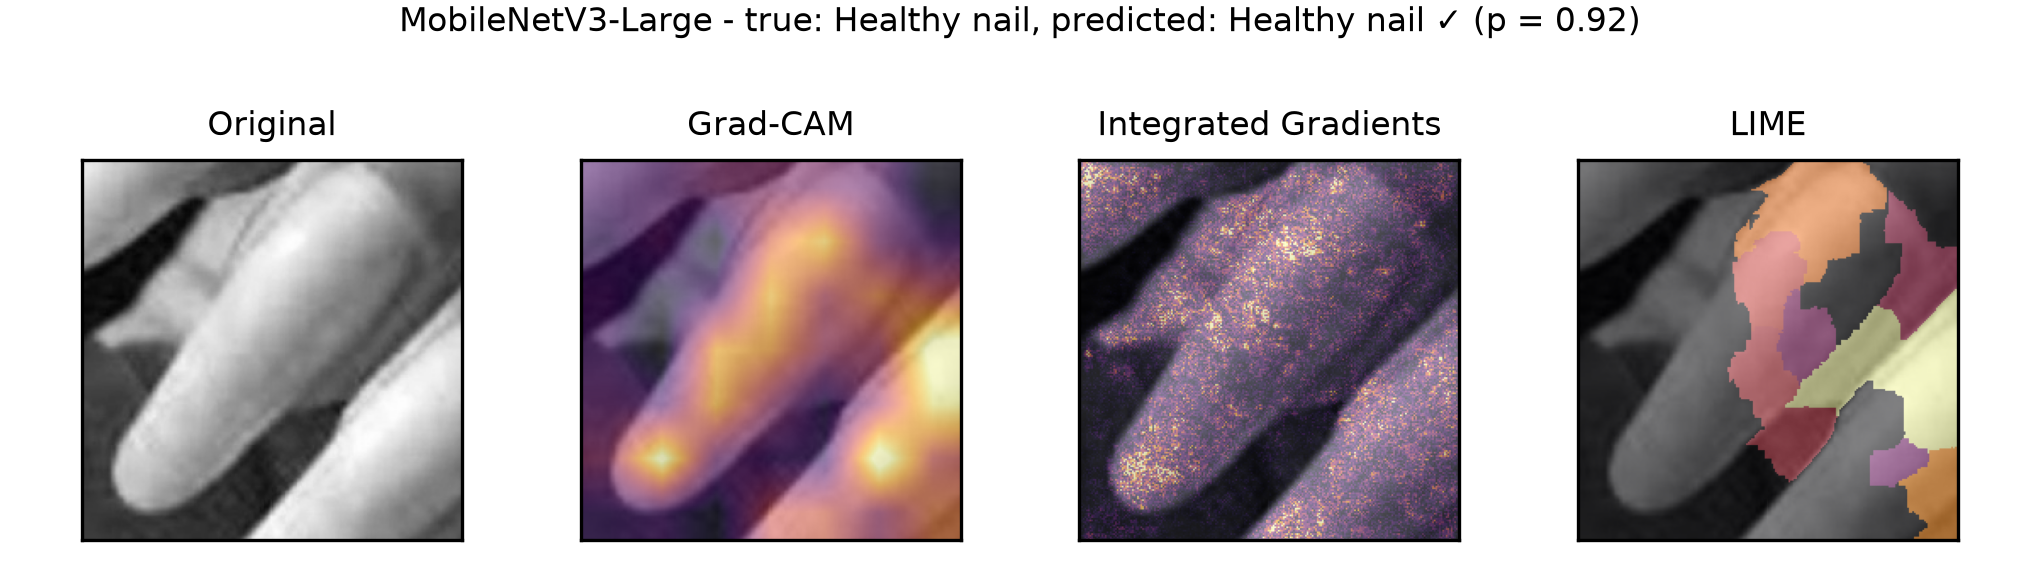 MobileNetV3-Large - true: Healthy nail, predicted: Healthy nail ✓ (p = 0.92)
Original
Grad-CAM
Integrated Gradients
LIME